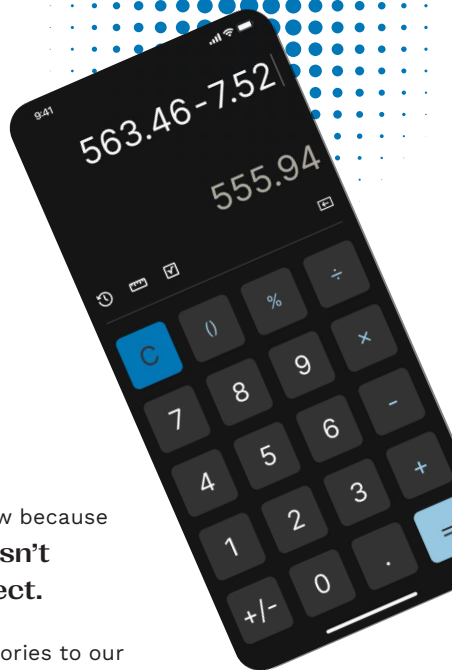 9:41
563.46-7.52
555.94
C () % ÷
7 8 9 ×
4 5 6 -
1 2 3 +
+/- 0 . =
because
ect.
ories to our